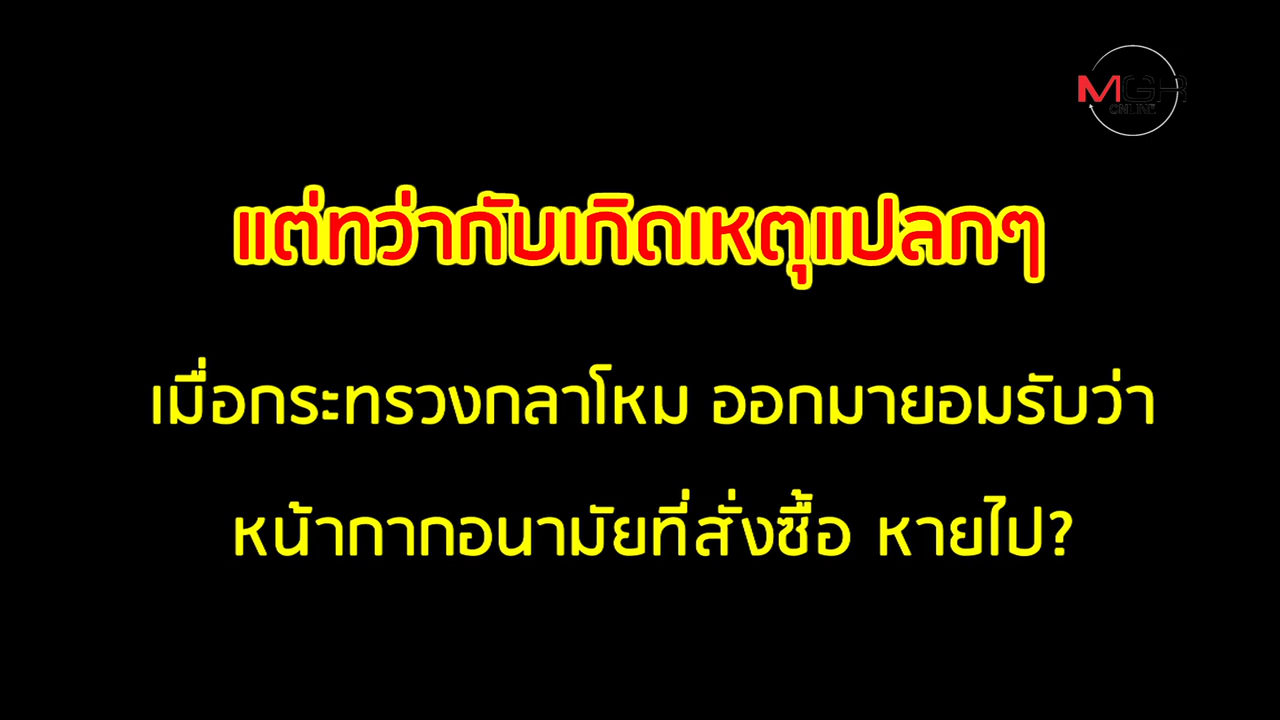 MGR
ONLINE
แต่ทว่ากับเกิดเหตุแปลกๆ
เมื่อกระทรวงกลาโหม ออกมายอมรับว่า
หน้ากากอนามัยที่สั่งซื้อ หายไป?